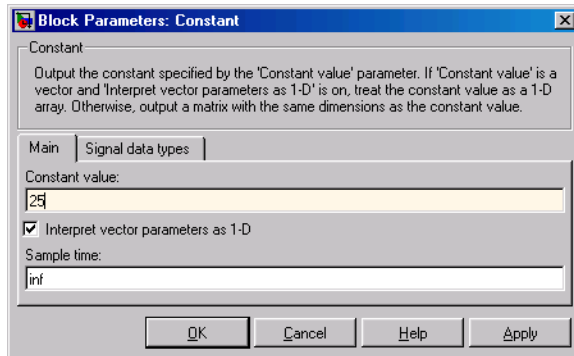 Block Parameters: Constant
Constant
Output the constant specified by the 'Constant value' parameter. If 'Constant value' is a
vector and 'Interpret vector parameters as 1-D' is on, treat the constant value as a 1-D
array. Otherwise, output a matrix with the same dimensions as the constant value.
Main Signal data types
Constant value:
25
Interpret vector parameters as 1-D
Sample time:
inf
OK Cancel Help Apply